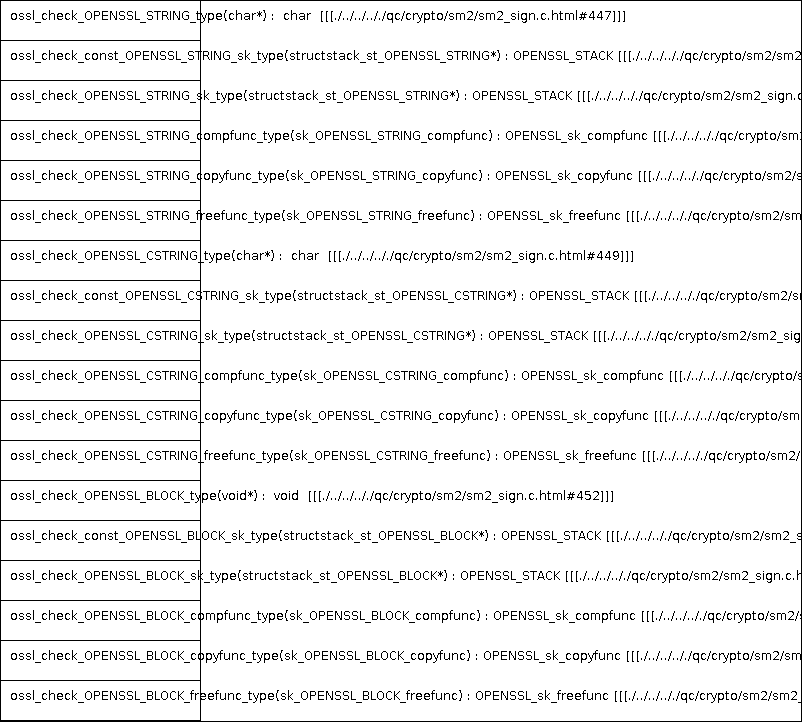 ossl_check_OPENSSL_STRING_type(char*) :  char  [[[./../../../qc/crypto/sm2/sm2_sign.c.html#447]]]
ossl_check_const_OPENSSL_STRING_sk_type(structstack_st_OPENSSL_STRING*) : OPENSSL_STACK [[[./../../../qc/crypto/sm2/sm2
ossl_check_OPENSSL_STRING_sk_type(structstack_st_OPENSSL_STRING*) : OPENSSL_STACK [[[./../../../qc/crypto/sm2/sm2_sign.c
ossl_check_OPENSSL_STRING_compfunc_type(sk_OPENSSL_STRING_compfunc) : OPENSSL_sk_compfunc [[[./../../../qc/crypto/sm
ossl_check_OPENSSL_STRING_copyfunc_type(sk_OPENSSL_STRING_copyfunc) : OPENSSL_sk_copyfunc [[[./../../../qc/crypto/sm2/
ossl_check_OPENSSL_STRING_freefunc_type(sk_OPENSSL_STRING_freefunc) : OPENSSL_sk_freefunc [[[./../../../qc/crypto/sm2/sm
ossl_check_OPENSSL_CSTRING_type(char*) :  char  [[[./../../../qc/crypto/sm2/sm2_sign.c.html#449]]]
ossl_check_const_OPENSSL_CSTRING_sk_type(structstack_st_OPENSSL_CSTRING*) : OPENSSL_STACK [[[./../../../qc/crypto/sm2/s
ossl_check_OPENSSL_CSTRING_sk_type(structstack_st_OPENSSL_CSTRING*) : OPENSSL_STACK [[[./../../../qc/crypto/sm2/sm2_sig
ossl_check_OPENSSL_CSTRING_compfunc_type(sk_OPENSSL_CSTRING_compfunc) : OPENSSL_sk_compfunc [[[./../../../qc/crypto/s
ossl_check_OPENSSL_CSTRING_copyfunc_type(sk_OPENSSL_CSTRING_copyfunc) : OPENSSL_sk_copyfunc [[[./../../../qc/crypto/sm
ossl_check_OPENSSL_CSTRING_freefunc_type(sk_OPENSSL_CSTRING_freefunc) : OPENSSL_sk_freefunc [[[./../../../qc/crypto/sm2/
ossl_check_OPENSSL_BLOCK_type(void*) :  void  [[[./../../../qc/crypto/sm2/sm2_sign.c.html#452]]]
ossl_check_const_OPENSSL_BLOCK_sk_type(structstack_st_OPENSSL_BLOCK*) : OPENSSL_STACK [[[./../../../qc/crypto/sm2/sm2_s
ossl_check_OPENSSL_BLOCK_sk_type(structstack_st_OPENSSL_BLOCK*) : OPENSSL_STACK [[[./../../../qc/crypto/sm2/sm2_sign.c.h
ossl_check_OPENSSL_BLOCK_compfunc_type(sk_OPENSSL_BLOCK_compfunc) : OPENSSL_sk_compfunc [[[./../../../qc/crypto/sm2/
ossl_check_OPENSSL_BLOCK_copyfunc_type(sk_OPENSSL_BLOCK_copyfunc) : OPENSSL_sk_copyfunc [[[./../../../qc/crypto/sm2/sm
ossl_check_OPENSSL_BLOCK_freefunc_type(sk_OPENSSL_BLOCK_freefunc) : OPENSSL_sk_freefunc [[[./../../../qc/crypto/sm2/sm2_